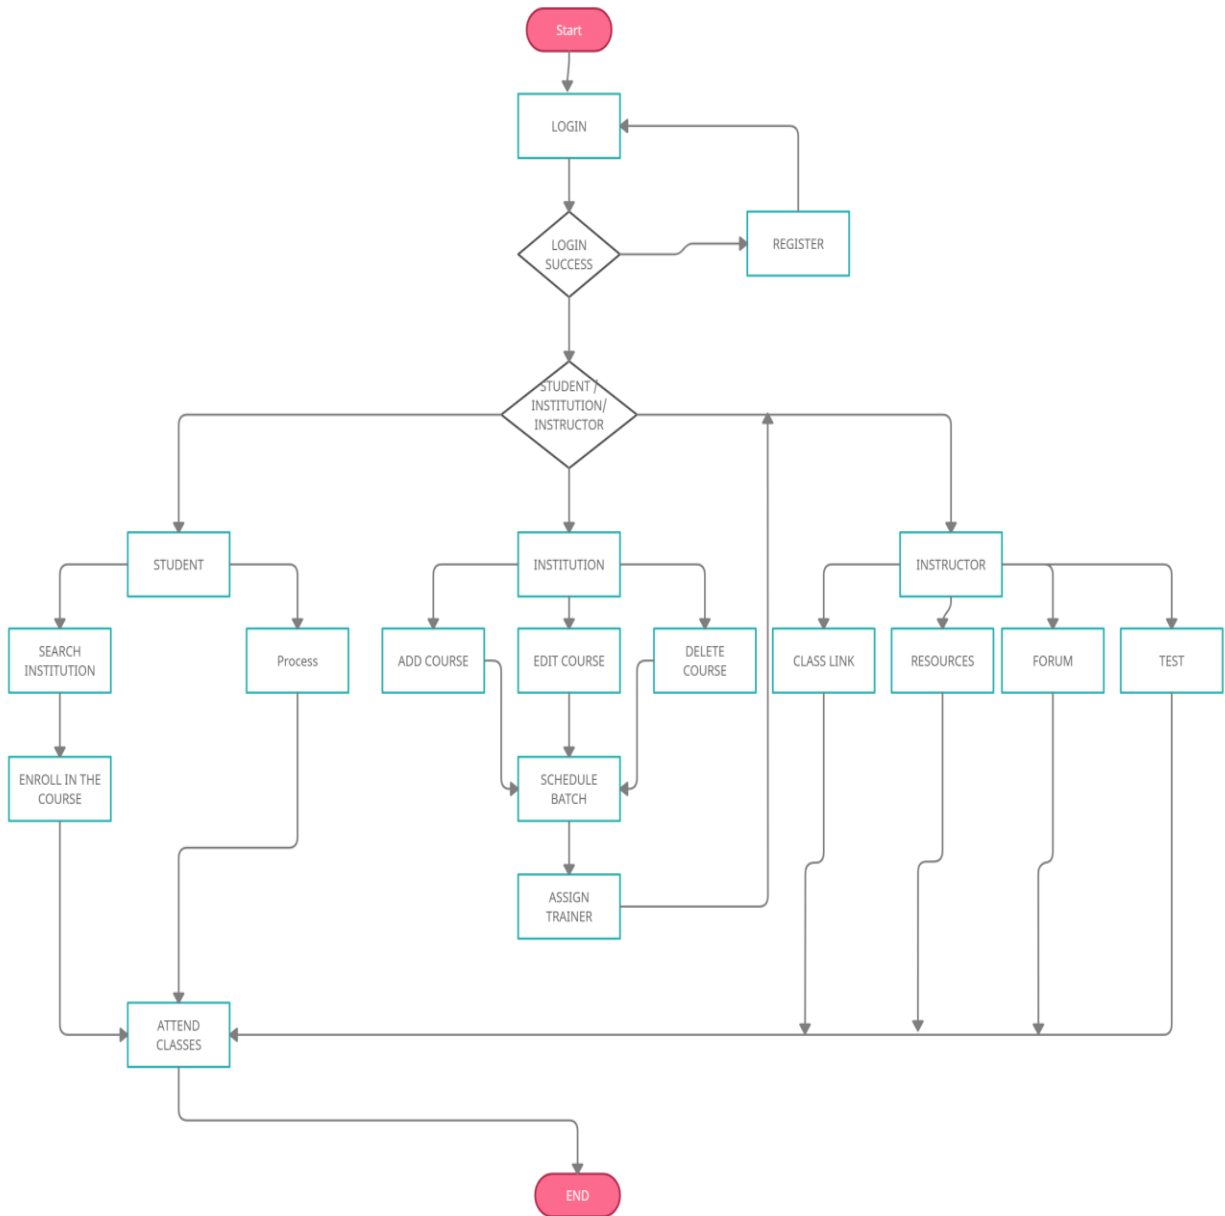 Start
LOGIN
LOGIN
SUCCESS
REGISTER
STUDENT /
INSTITUTION/
INSTRUCTOR
STUDENT
INSTITUTION
INSTRUCTOR
SEARCH
INSTITUTION
Process
ADD COURSE
EDIT COURSE
DELETE
COURSE
CLASS LINK
RESOURCES
FORUM
TEST
ENROLL IN THE
COURSE
SCHEDULE
BATCH
ASSIGN
TRAINER
ATTEND
CLASSES
END